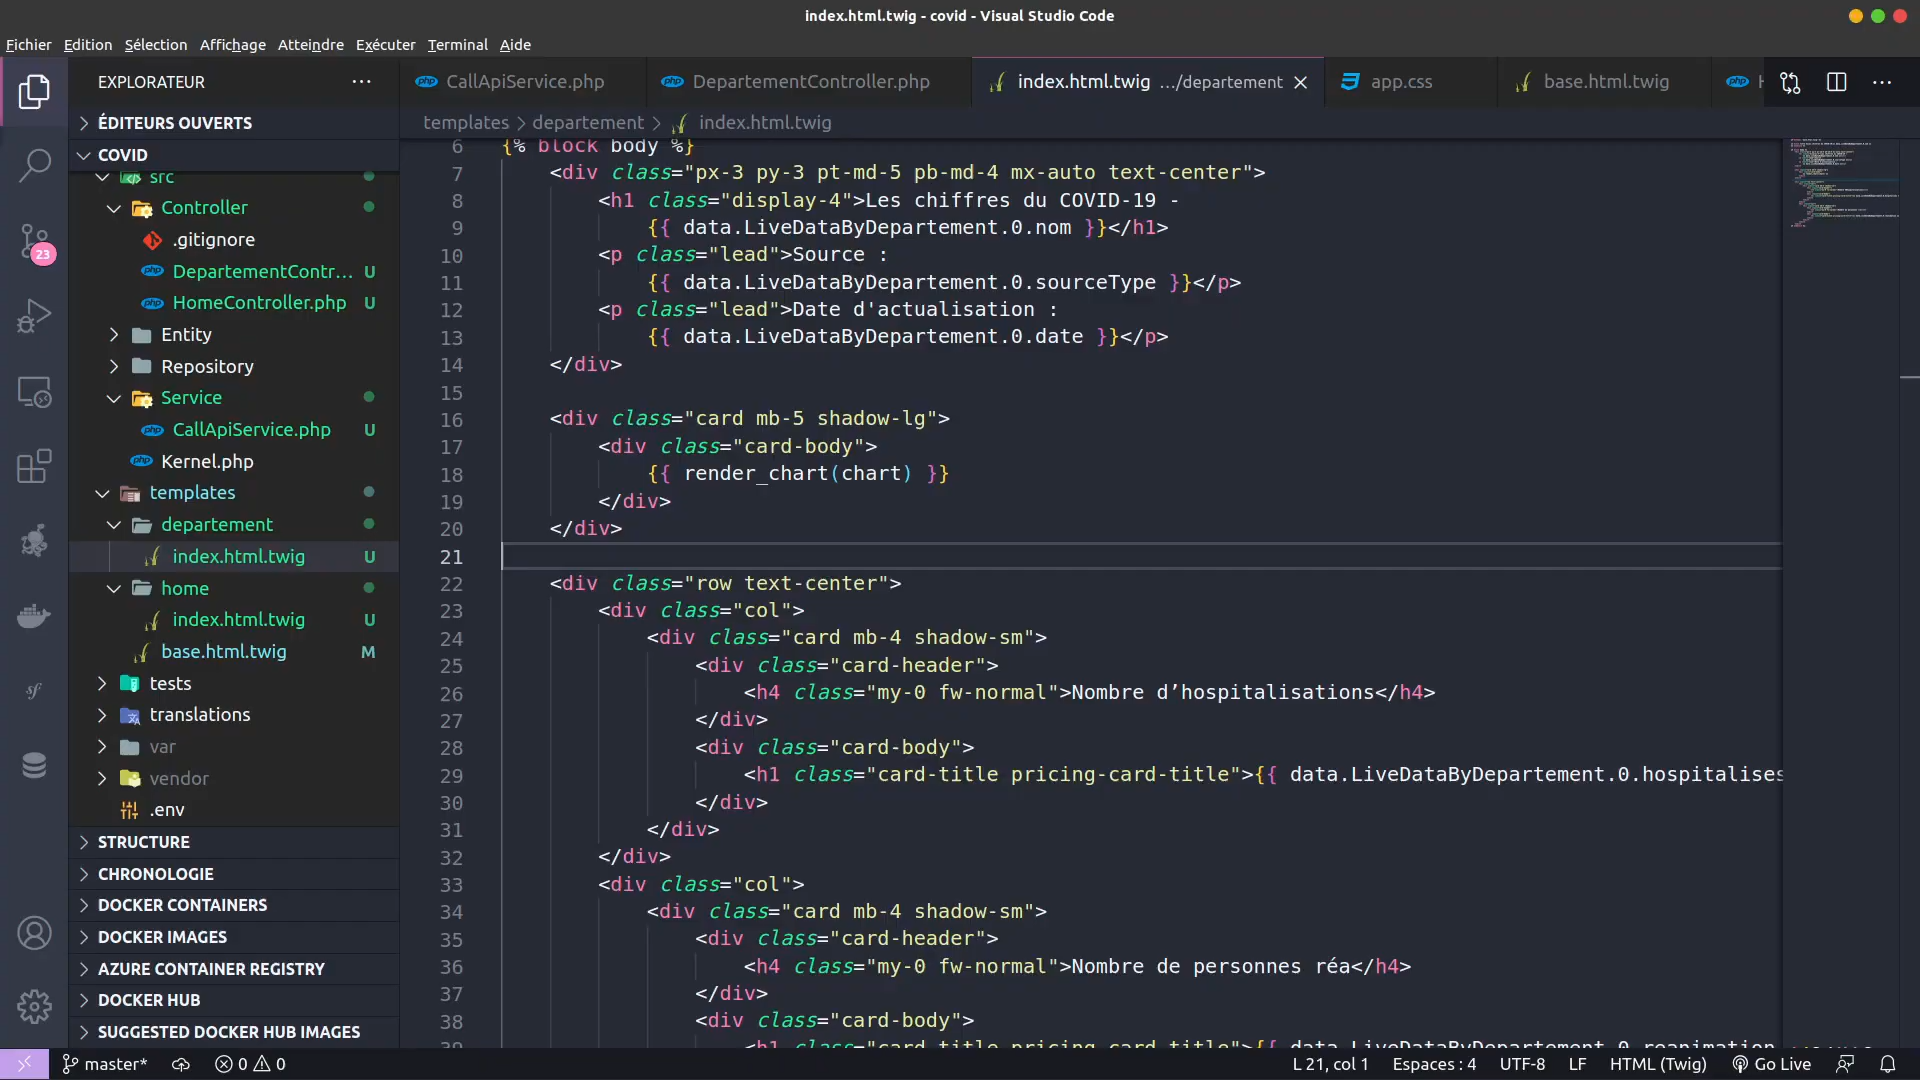 index.html.twig - covid - Visual Studio Code
Fichier Edition Sélection Affichage Atteindre Exécuter Terminal Aide
EXPLORATEUR
CallApiService.php
DepartementController.php
index.html.twig .../departement
app.css
base.html.twig
ÉDITEURS OUVERTS
COVID
src
Controller
.gitignore
DepartementContr... U
HomeController.php U
Entity
Repository
Service
CallApiService.php U
Kernel.php
templates
departement
index.html.twig U
home
index.html.twig U
base.html.twig M
tests
translations
var
vendor
.env
STRUCTURE
CHRONOLOGIE
DOCKER CONTAINERS
DOCKER IMAGES
AZURE CONTAINER REGISTRY
DOCKER HUB
SUGGESTED DOCKER HUB IMAGES
23
templates > departement > index.html.twig
6 {% block body %}
7 <div class="px-3 py-3 pt-md-5 pb-md-4 mx-auto text-center">
8 <h1 class="display-4">Les chiffres du COVID-19 -
9 {{ data.LiveDataByDepartement.0.nom }}</h1>
10 <p class="lead">Source :
11 {{ data.LiveDataByDepartement.0.sourceType }}</p>
12 <p class="lead">Date d'actualisation :
13 {{ data.LiveDataByDepartement.0.date }}</p>
14 </div>
15
16 <div class="card mb-5 shadow-lg">
17 <div class="card-body">
18 {{ render_chart(chart) }}
19 </div>
20 </div>
21
22 <div class="row text-center">
23 <div class="col">
24 <div class="card mb-4 shadow-sm">
25 <div class="card-header">
26 <h4 class="my-0 fw-normal">Nombre d’hospitalisations</h4>
27 </div>
28 <div class="card-body">
29 <h1 class="card-title pricing-card-title">{{ data.LiveDataByDepartement.0.hospitalises
30 </div>
31 </div>
32 </div>
33 <div class="col">
34 <div class="card mb-4 shadow-sm">
35 <div class="card-header">
36 <h4 class="my-0 fw-normal">Nombre de personnes réa</h4>
37 </div>
38 <div class="card-body">
39 <h1 class="card-title pricing-card-title">{{ data.LiveDataByDepartement.0.reanimation
master* 0 0
L 21, col 1 Espaces : 4 UTF-8 LF HTML (Twig) Go Live